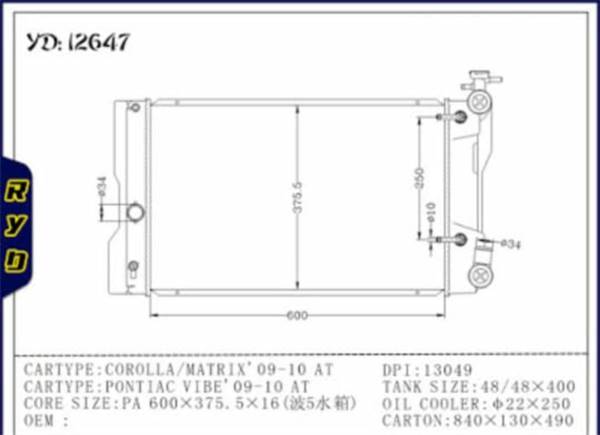 YD:12647
RYD
ø34
375.5
250
ø10
ø34
600
CARTYPE:COROLLA/MATRIX'09-10 AT
DPI:13049
CARTYPE:PONTIAC VIBE'09-10 AT
TANK SIZE:48/48×400
CORE SIZE:PA 600×375.5×16(波5水箱)
OIL COOLER:Φ22×250
OEM :
CARTON:840×130×490